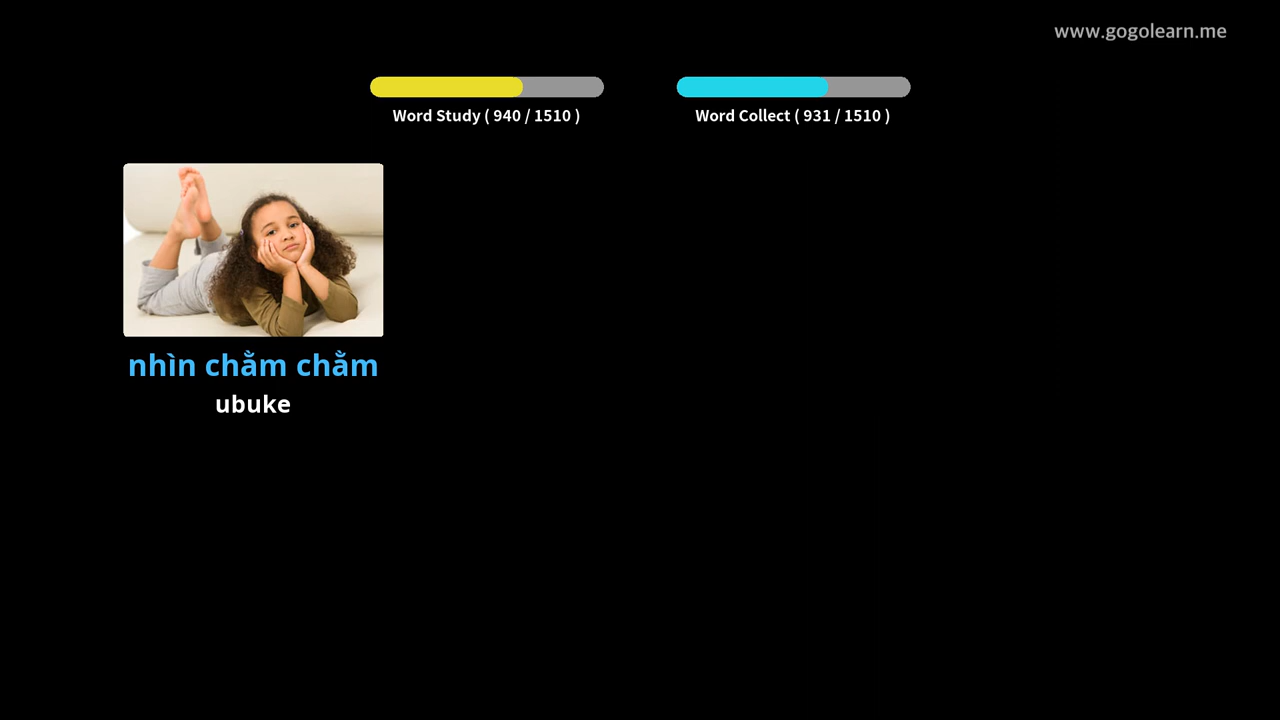 www.gogolearn.me
Word Study ( 940 / 1510 )
Word Collect ( 931 / 1510 )
nhìn chằm chằm
ubuke